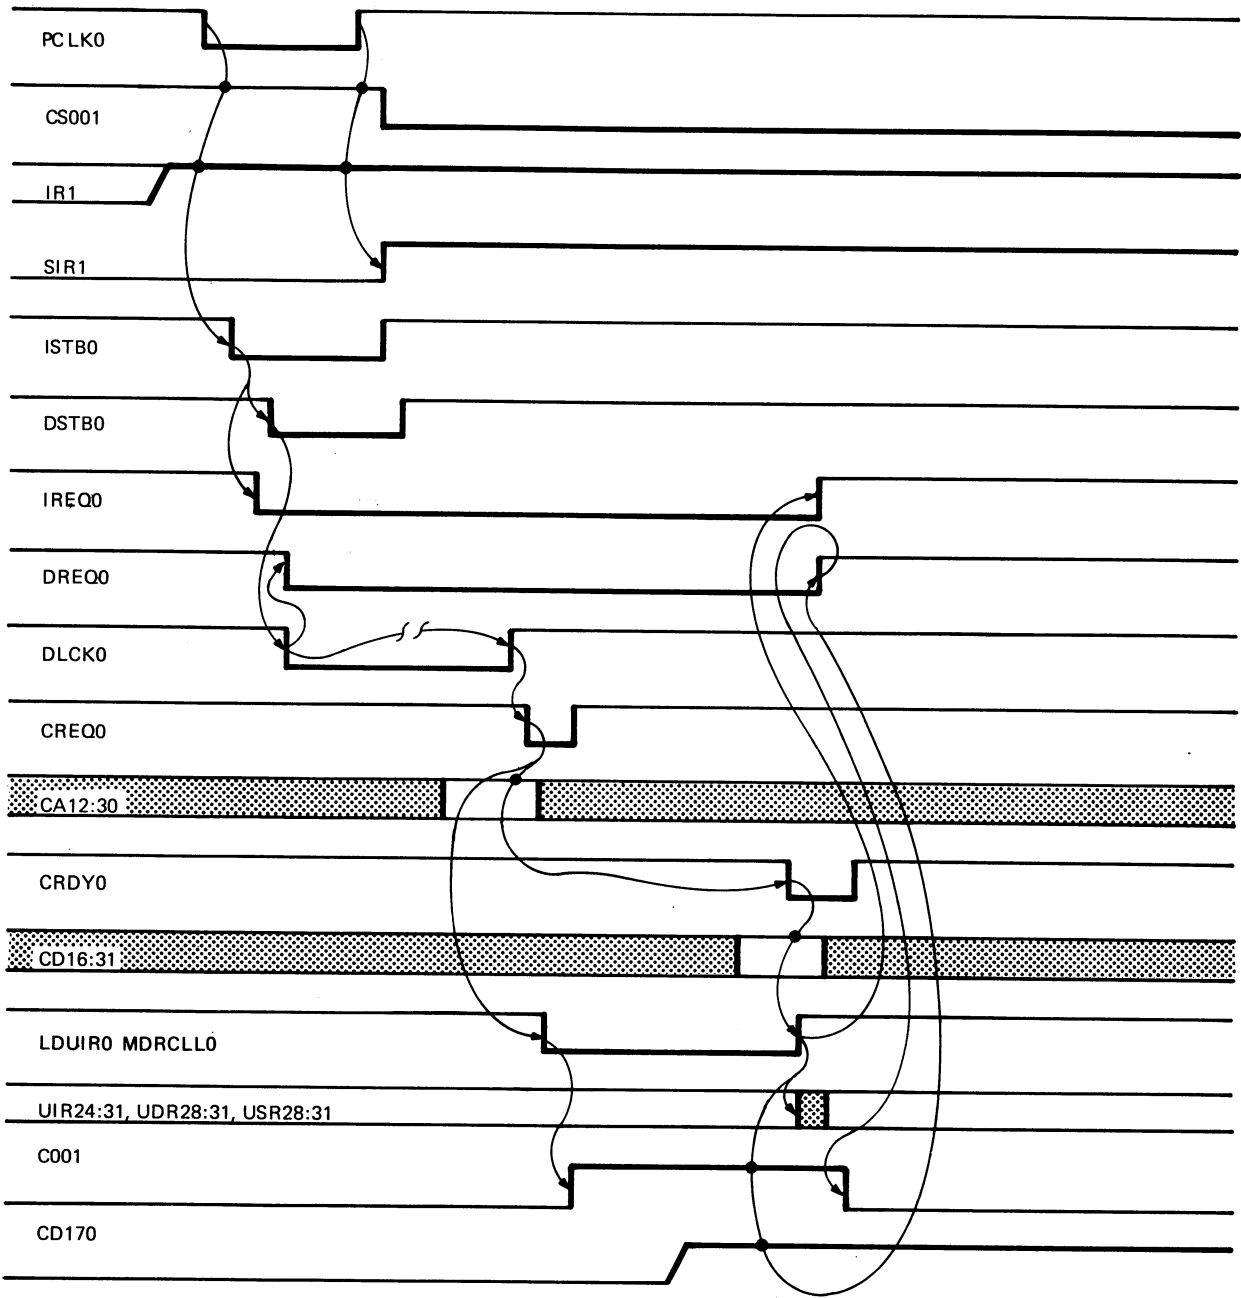 PCLK0
CS001
IR1
SIR1
ISTB0
DSTB0
IREQ0
DREQ0
DLCK0
CREQ0
CA12:30
CRDY0
CD16:31
LDUIR0 MDRCLL0
UIR24:31, UDR28:31, USR28:31
C001
CD170